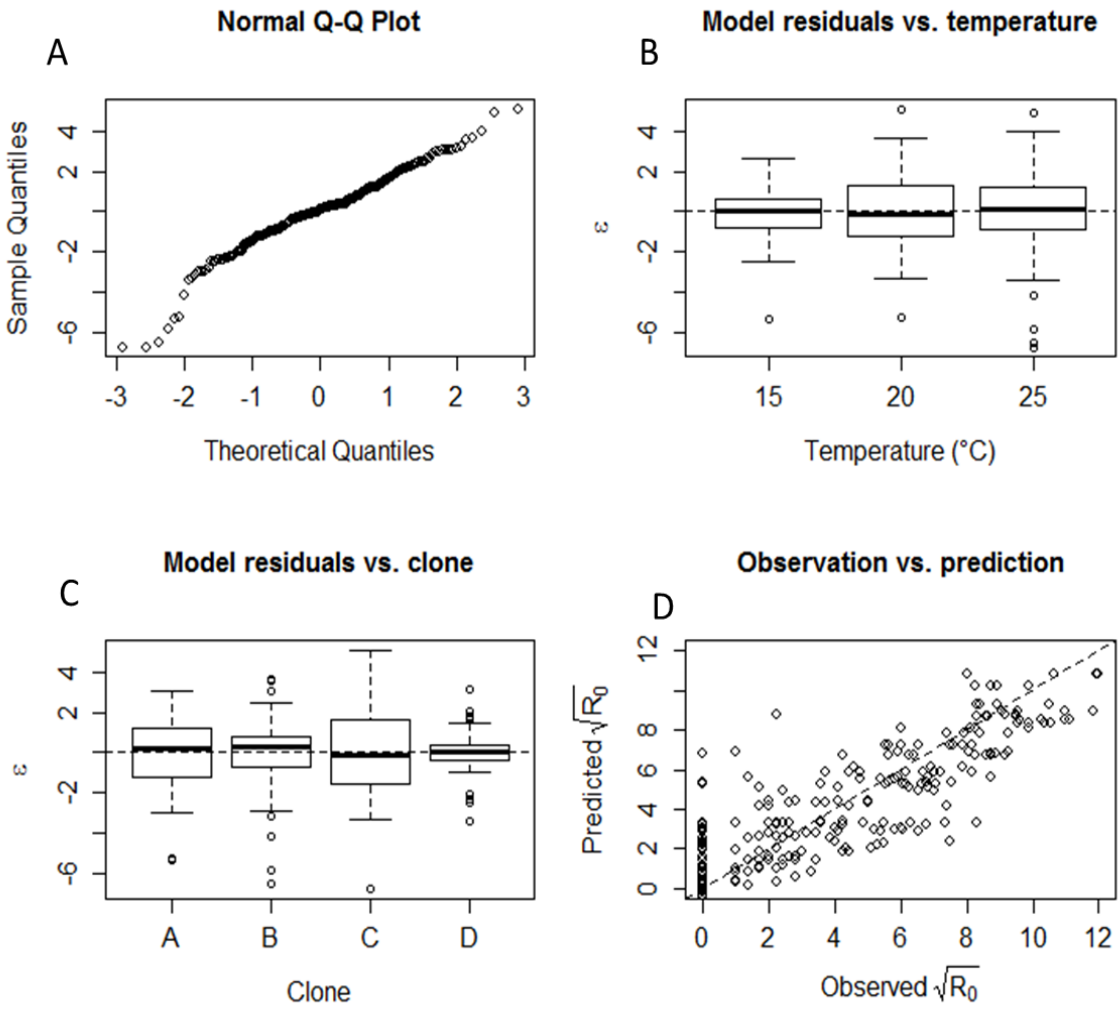 Normal Q-Q Plot
A
Sample Quantiles
4
2
-2
-6
-3 -2 -1 0 1 2 3
Theoretical Quantiles
Model residuals vs. temperature
B
ε
4
2
-2
-6
15 20 25
Temperature (°C)
Model residuals vs. clone
C
ε
4
2
-2
-6
A B C D
Clone
Observation vs. prediction
D
Predicted √R₀
12
8
6
4
2
0
0 2 4 6 8 10 12
Observed √R₀